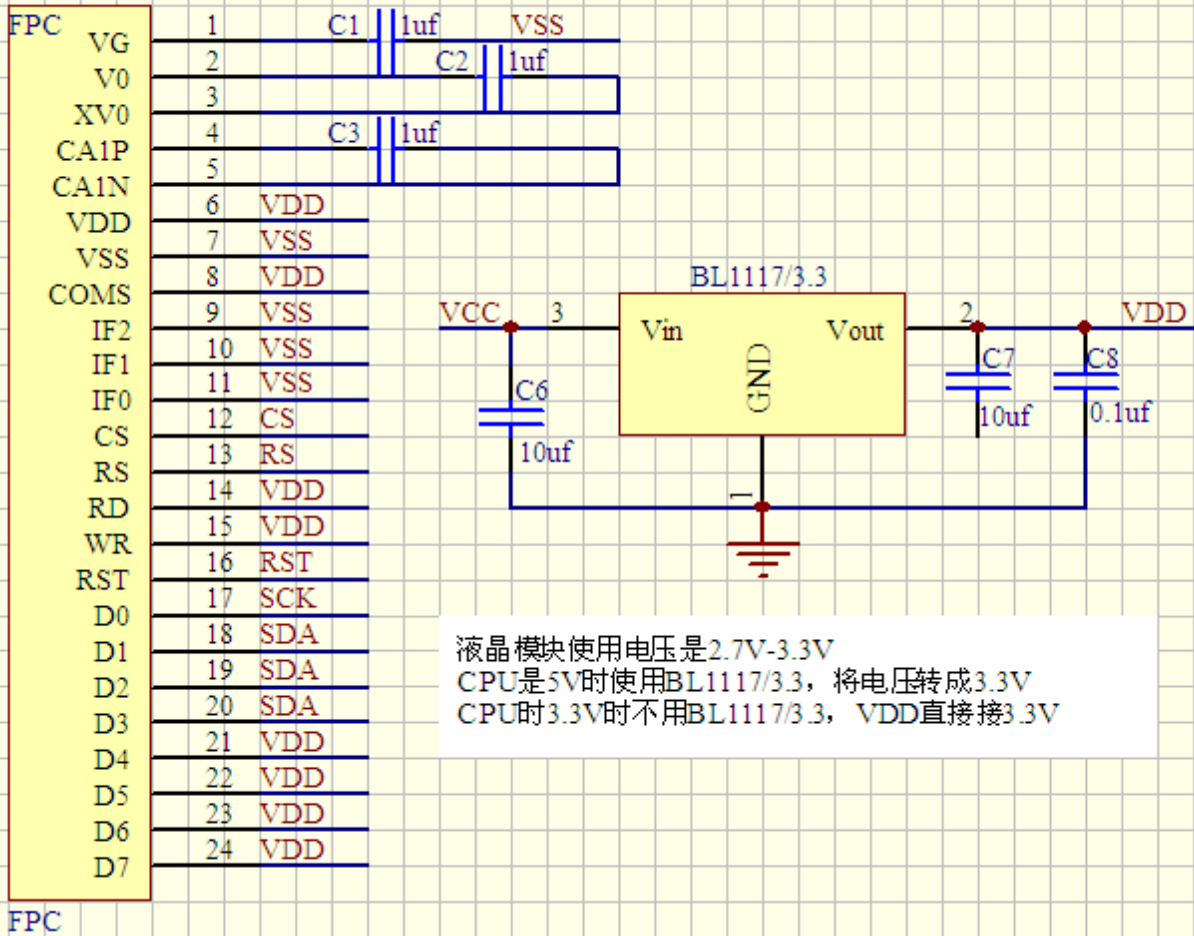 FPC
VG 1 C1 1uf VSS
V0 2 C2 1uf
XV0 3
CA1P 4 C3 1uf
CA1N 5
VDD 6 VDD
VSS 7 VSS
COMS 8 VDD
IF2 9 VSS
IF1 10 VSS
IF0 11 VSS
CS 12 CS
RS 13 RS
RD 14 VDD
WR 15 VDD
RST 16 RST
D0 17 SCK
D1 18 SDA
D2 19 SDA
D3 20 SDA
D4 21 VDD
D5 22 VDD
D6 23 VDD
D7 24 VDD
FPC
BL1117/3.3
VCC 3 Vin Vout 2 VDD
GND
C6
10uf
C7
10uf
C8
0.1uf
1
液晶模块使用电压是2.7V-3.3V
CPU是5V时使用BL1117/3.3，将电压转成3.3V
CPU时3.3V时不用BL1117/3.3，VDD直接接3.3V